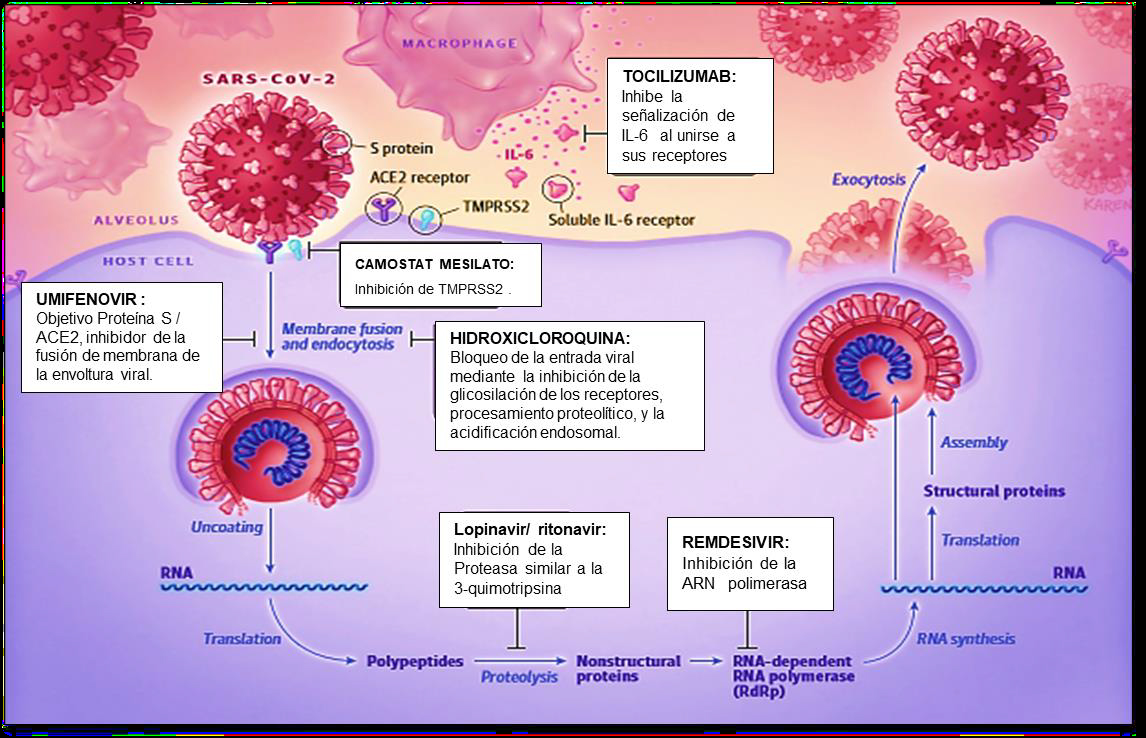 MACROPHAGE
SARS-CoV-2
TOCILIZUMAB:
Inhibe la
señalización de
IL-6 al unirse a
sus receptores
S protein
IL-6
ACE2 receptor
TMPRSS2
Soluble IL-6 receptor
Exocytosis
KAREN
ALVEOLUS
HOST CELL
CAMOSTAT MESILATO:
Inhibición de TMPRSS2 .
UMIFENOVIR :
Objetivo Proteína S /
ACE2, inhibidor de la
fusión de membrana de
la envoltura viral.
Membrane fusion
and endocytosis
HIDROXICLOROQUINA:
Bloqueo de la entrada viral
mediante la inhibición de la
glicosilación de los receptores,
procesamiento proteolítico, y la
acidificación endosomal.
Assembly
Structural proteins
Translation
Uncoating
Lopinavir/ ritonavir:
Inhibición de la
Proteasa similar a la
3-quimotripsina
REMDESIVIR:
Inhibición de la
ARN polimerasa
RNA
RNA
Translation
Polypeptides
Proteolysis
Nonstructural
proteins
RNA-dependent
RNA polymerase
(RdRp)
RNA synthesis